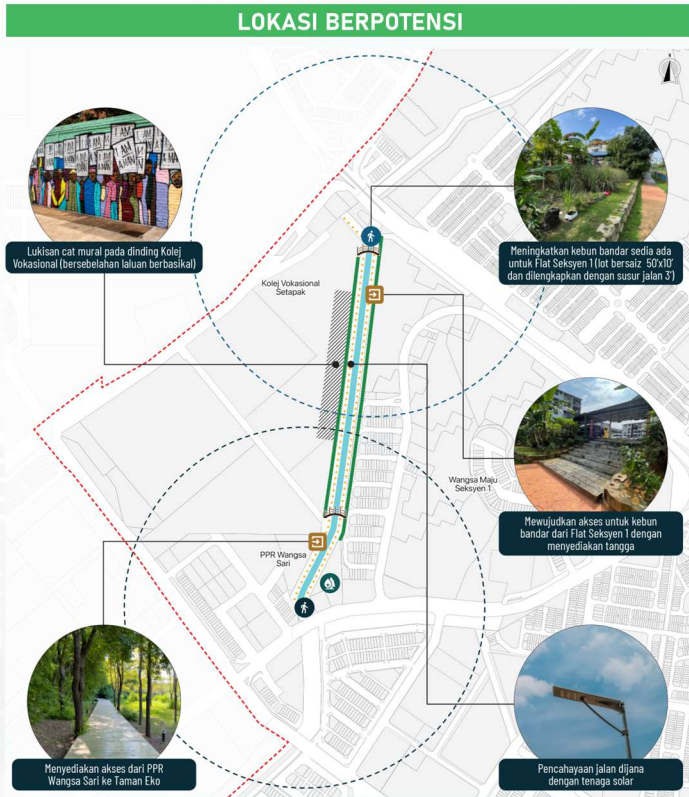 LOKASI BERPOTENSI
I AM A MAN
Lukisan cat mural pada dinding Kolej
Vokasional (bersebelahan laluan berbasikal)
Meningkatkan kebun bandar sedia ada
untuk Flat Seksyen 1 (lot bersaiz 50'x10'
dan dilengkapkan dengan susur jalan 3')
Kolej Vokasional
Setapak
Wangsa Maju
Seksyen 1
Mewujudkan akses untuk kebun
bandar dari Flat Seksyen 1 dengan
menyediakan tangga
PPR Wangsa
Sari
Menyediakan akses dari PPR
Wangsa Sari ke Taman Eko
Pencahayaan jalan dijana
dengan tenaga solar